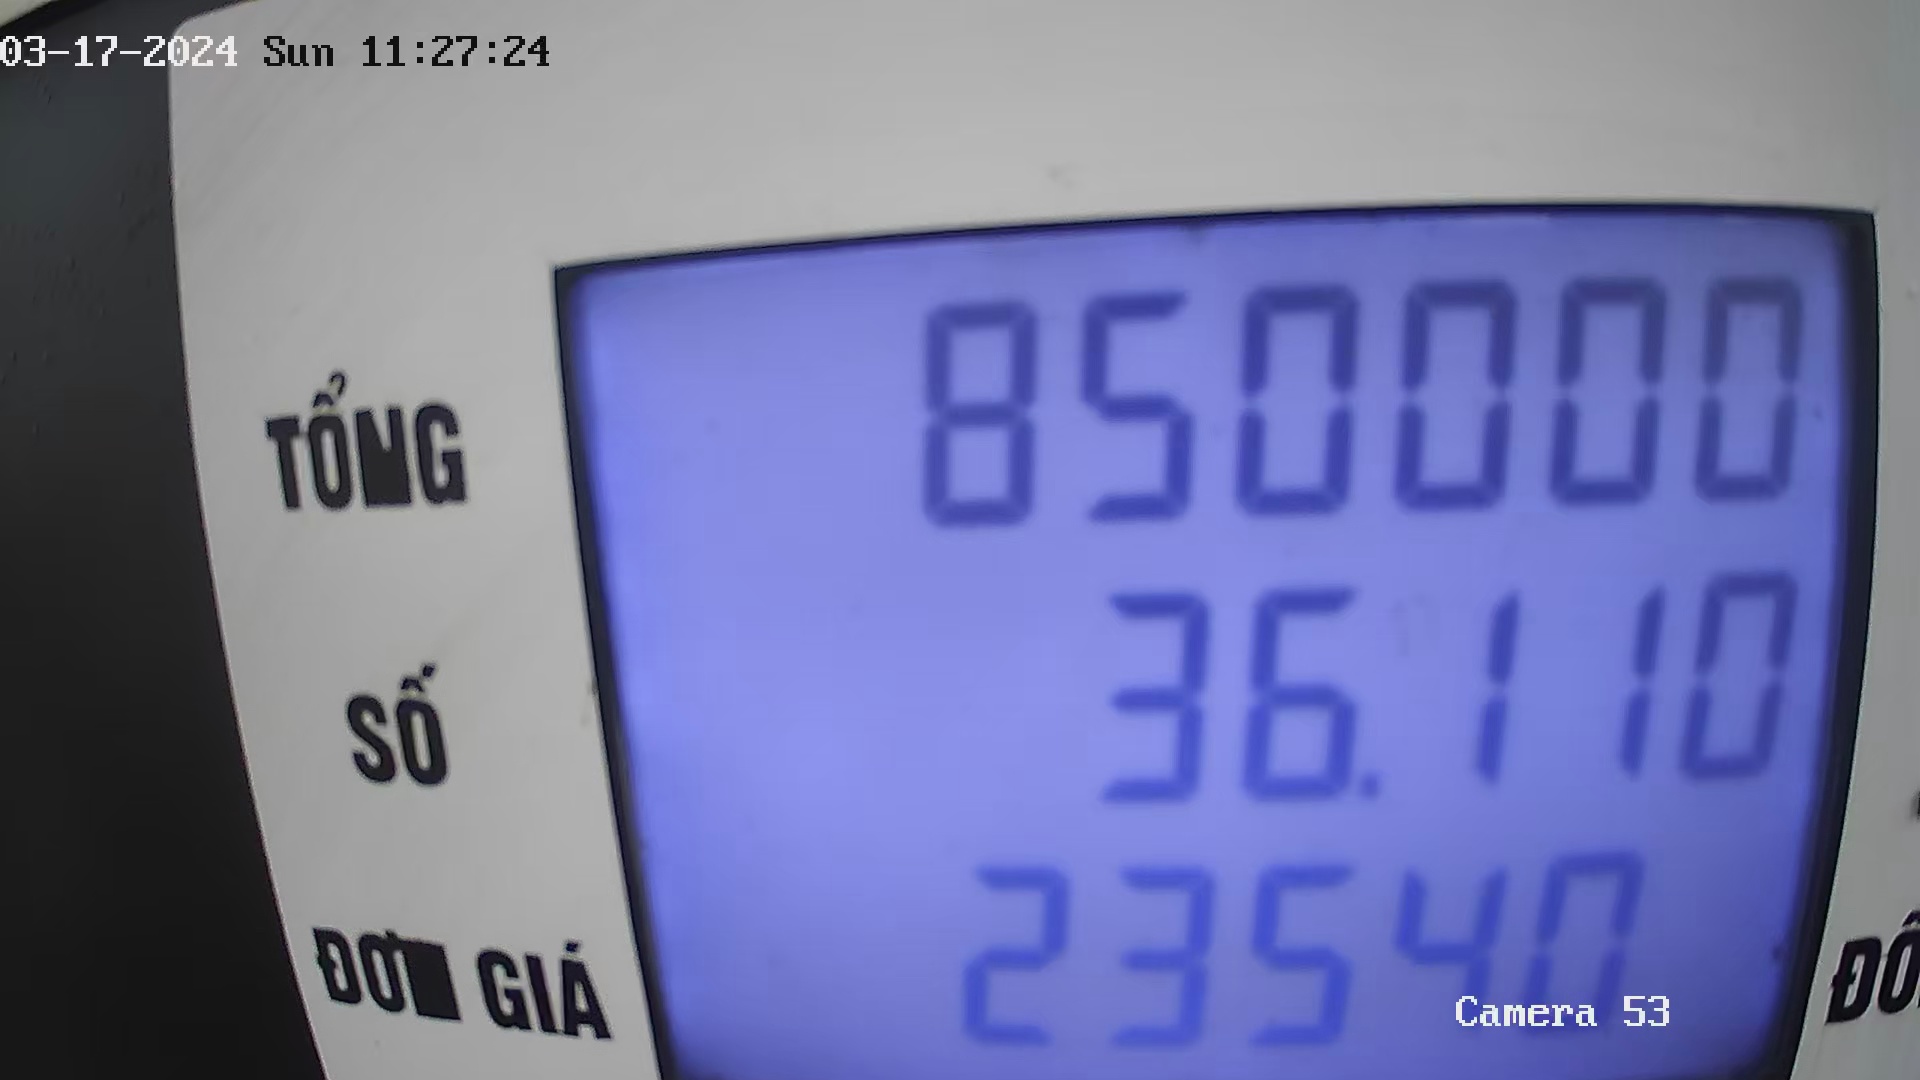 03-17-2024 Sun 11:27:24
TỔNG 850000
SỐ 36.110
ĐƠN GIÁ 23540
Camera 53